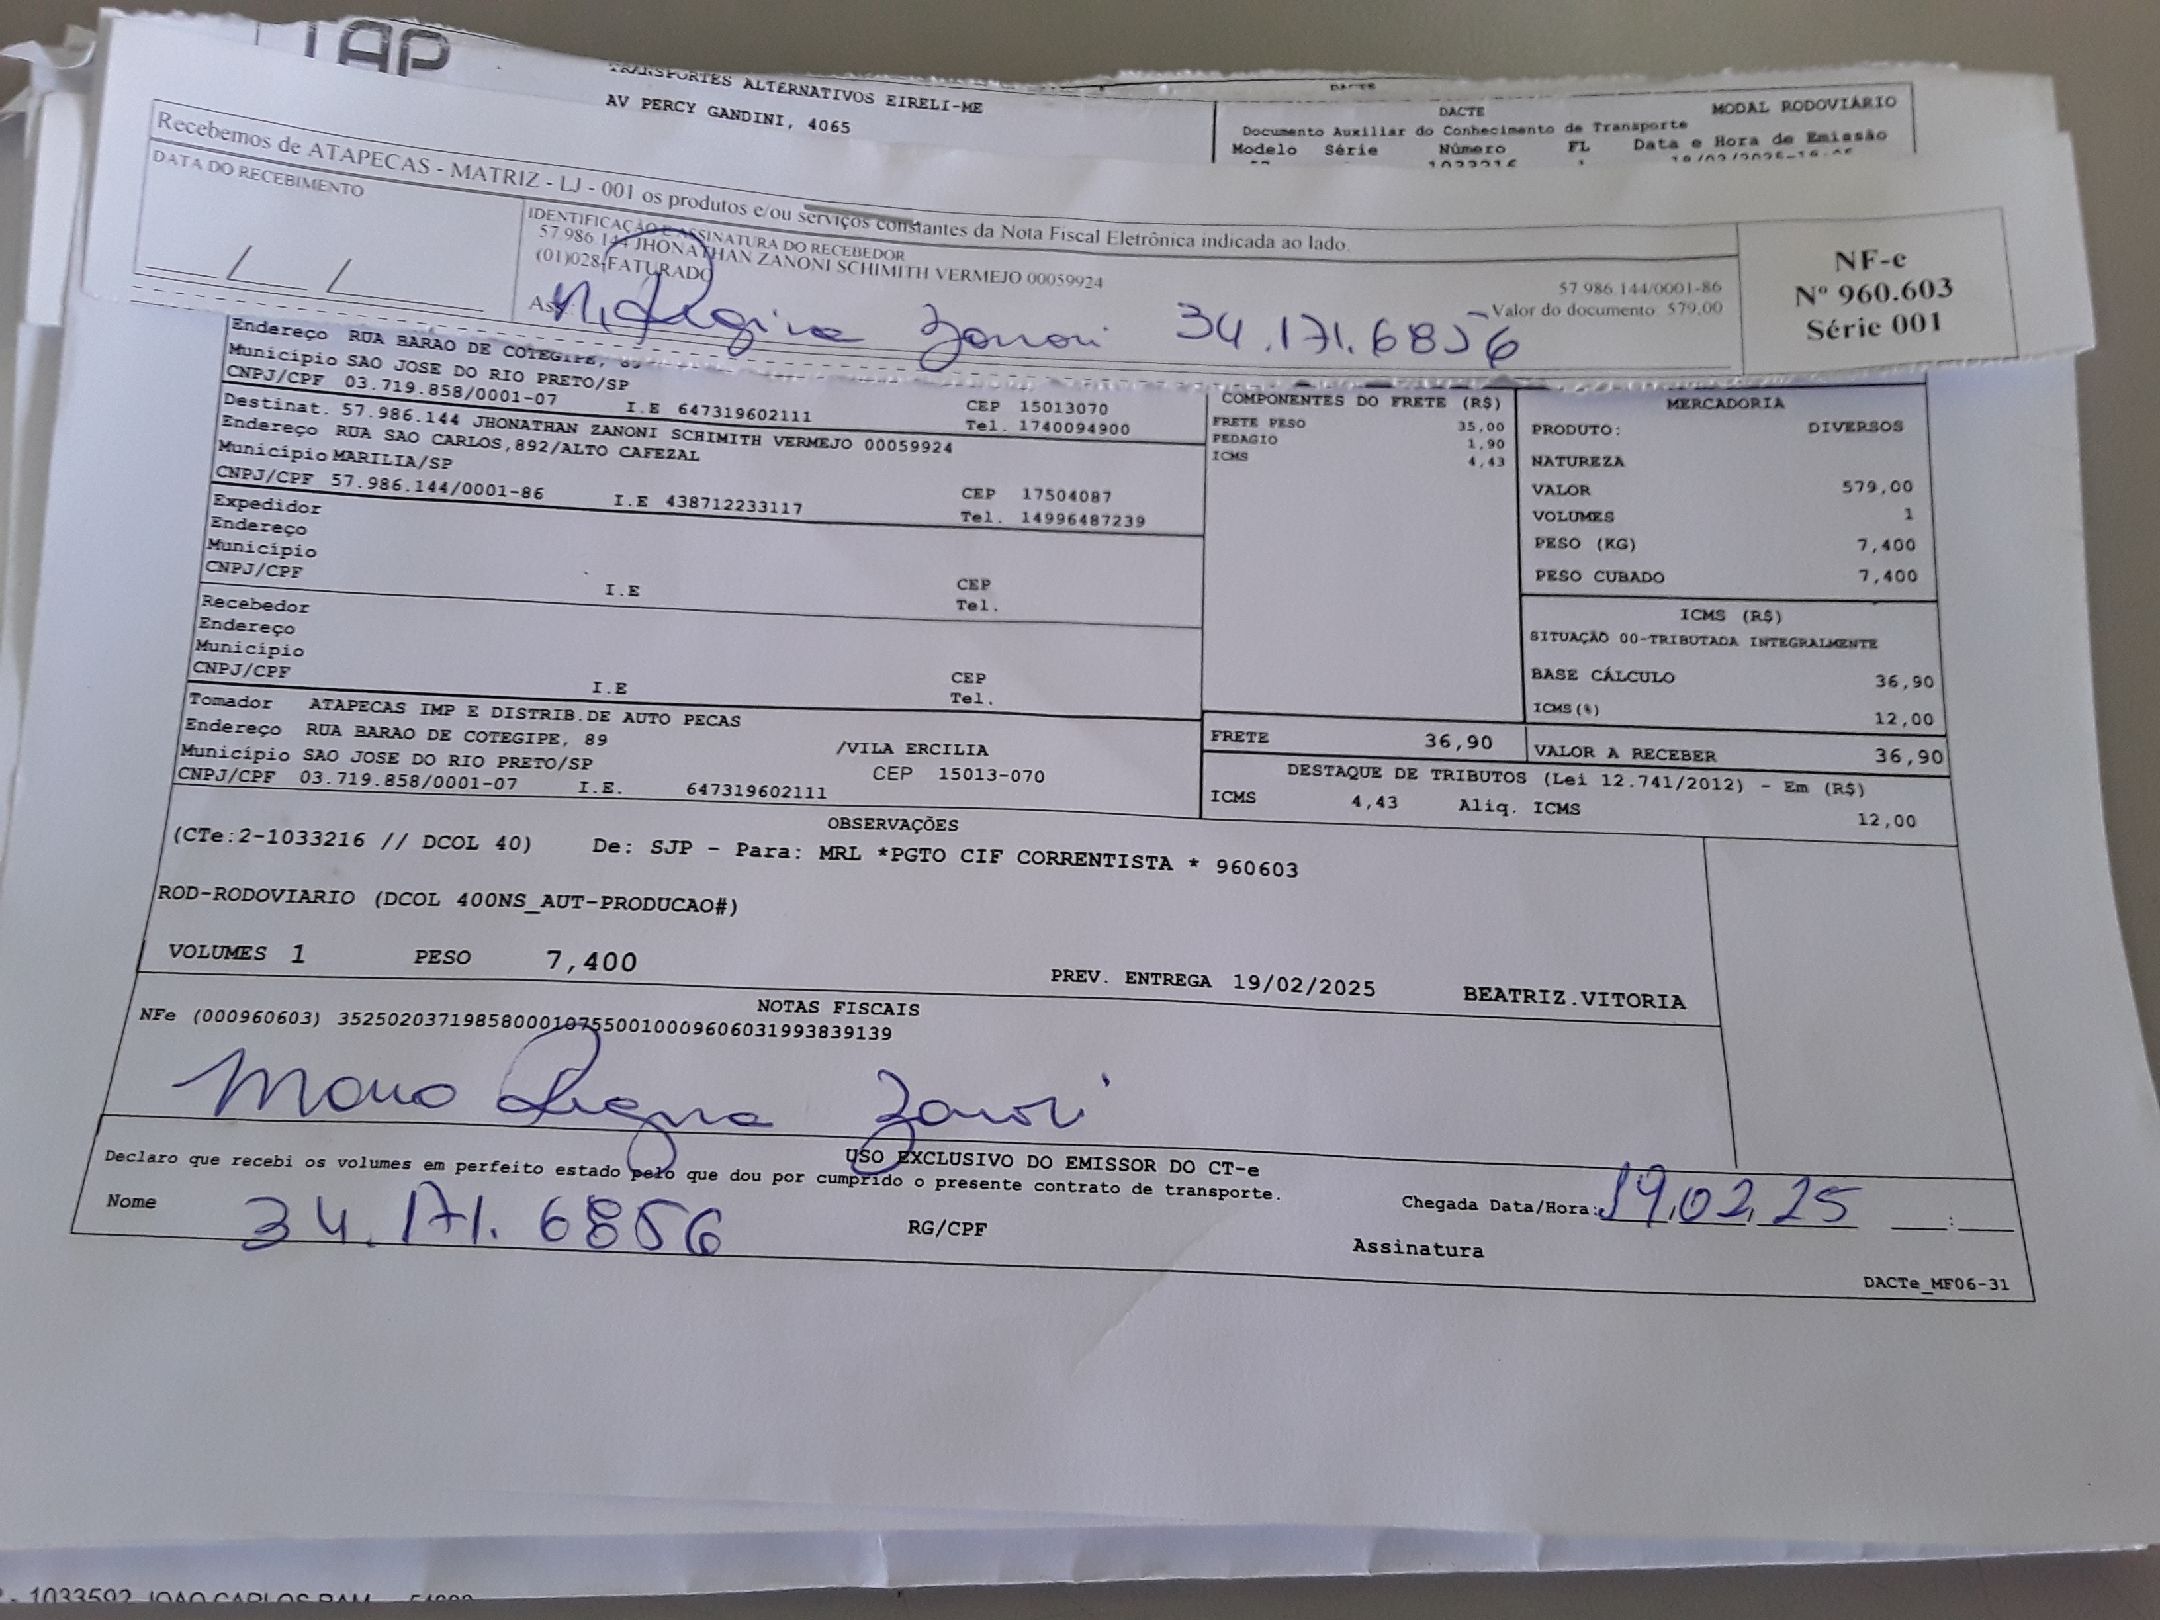 TAP
TRANSPORTES ALTERNATIVOS EIRELI-ME
AV PERCY GANDINI, 4065
DACTE
DACTE
MODAL RODOVIÁRIO
Documento Auxiliar do Conhecimento de Transporte
Modelo Série Número FL Data e Hora de Emissão
1033216
Recebemos de ATAPECAS - MATRIZ - LJ - 001 os produtos e/ou serviços constantes da Nota Fiscal Eletrônica indicada ao lado.
DATA DO RECEBIMENTO
/ /
IDENTIFICAÇÃO E ASSINATURA DO RECEBEDOR
57.986.144 JHONATHAN ZANONI SCHIMITH VERMEJO 00059924
(01)028-FATURADO
57.986.144/0001-86
Valor do documento: 579,00
M. Regina Zanoni 34.171.6856
NF-e
Nº 960.603
Série 001
Endereço RUA BARAO DE COTEGIPE, 89
Município SAO JOSE DO RIO PRETO/SP
CNPJ/CPF 03.719.858/0001-07 I.E 647319602111
CEP 15013070
Tel. 1740094900
Destinat. 57.986.144 JHONATHAN ZANONI SCHIMITH VERMEJO 00059924
Endereço RUA SAO CARLOS,892/ALTO CAFEZAL
Município MARILIA/SP
CNPJ/CPF 57.986.144/0001-86 I.E 438712233117
CEP 17504087
Tel. 14996487239
Expedidor
Endereço
Município
CNPJ/CPF I.E
CEP
Tel.
Recebedor
Endereço
Município
CNPJ/CPF I.E
CEP
Tel.
Tomador ATAPECAS IMP E DISTRIB.DE AUTO PECAS
Endereço RUA BARAO DE COTEGIPE, 89 /VILA ERCILIA
Município SAO JOSE DO RIO PRETO/SP CEP 15013-070
CNPJ/CPF 03.719.858/0001-07 I.E. 647319602111
COMPONENTES DO FRETE (R$)
FRETE PESO 35,00
PEDAGIO 1,90
ICMS 4,43
MERCADORIA
PRODUTO: DIVERSOS
NATUREZA
VALOR 579,00
VOLUMES 1
PESO (KG) 7,400
PESO CUBADO 7,400
ICMS (R$)
SITUAÇÃO 00-TRIBUTADA INTEGRALMENTE
BASE CÁLCULO 36,90
ICMS(%) 12,00
FRETE 36,90
VALOR A RECEBER 36,90
DESTAQUE DE TRIBUTOS (Lei 12.741/2012) - Em (R$)
ICMS 4,43 Aliq. ICMS 12,00
OBSERVAÇÕES
(CTe:2-1033216 // DCOL 40) De: SJP - Para: MRL *PGTO CIF CORRENTISTA * 960603
ROD-RODOVIARIO (DCOL 400NS_AUT-PRODUCAO#)
VOLUMES 1 PESO 7,400
PREV. ENTREGA 19/02/2025 BEATRIZ.VITORIA
NOTAS FISCAIS
NFe (000960603) 35250203719858000107550010009606031993839139
Maria Regina Zanoni
USO EXCLUSIVO DO EMISSOR DO CT-e
Declaro que recebi os volumes em perfeito estado pelo que dou por cumprido o presente contrato de transporte.
Chegada Data/Hora: 19.02.25 __:__
Nome 34.171.6856 RG/CPF Assinatura
DACTe_MF06-31
1033592 JOAO CARLOS RAM